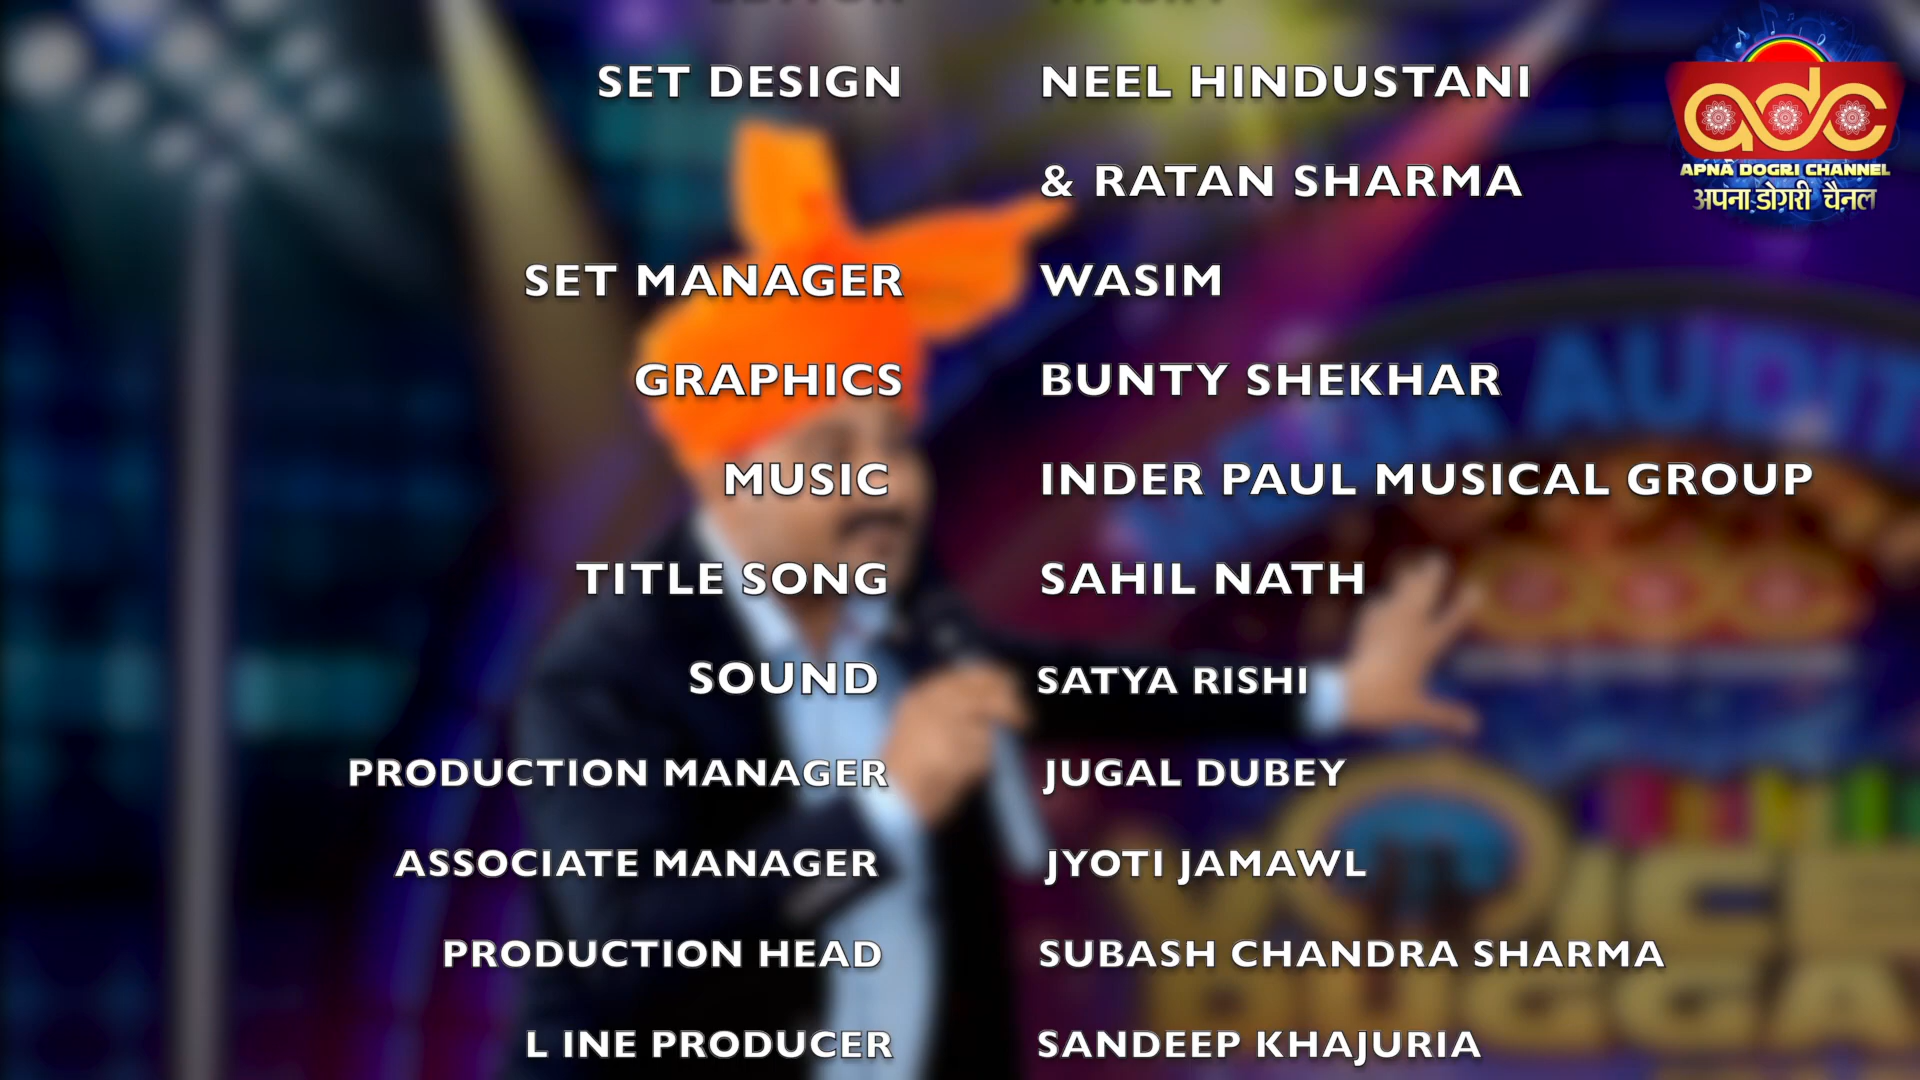 SET DESIGN NEEL HINDUSTANI
& RATAN SHARMA
adc
APNA DOGRI CHANNEL
अपना डोगरी चैनल
SET MANAGER WASIM
GRAPHICS BUNTY SHEKHAR
MUSIC INDER PAUL MUSICAL GROUP
TITLE SONG SAHIL NATH
SOUND SATYA RISHI
PRODUCTION MANAGER JUGAL DUBEY
ASSOCIATE MANAGER JYOTI JAMAWL
PRODUCTION HEAD SUBASH CHANDRA SHARMA
L INE PRODUCER SANDEEP KHAJURIA